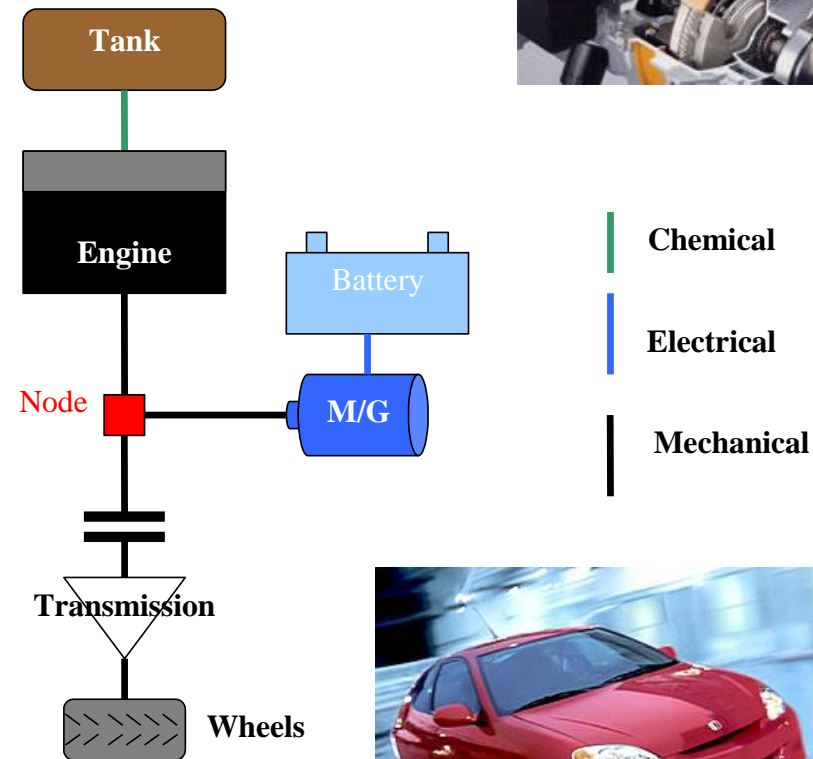 Tank
Engine
Battery
Node
M/G
Transmission
Wheels
Chemical
Electrical
Mechanical